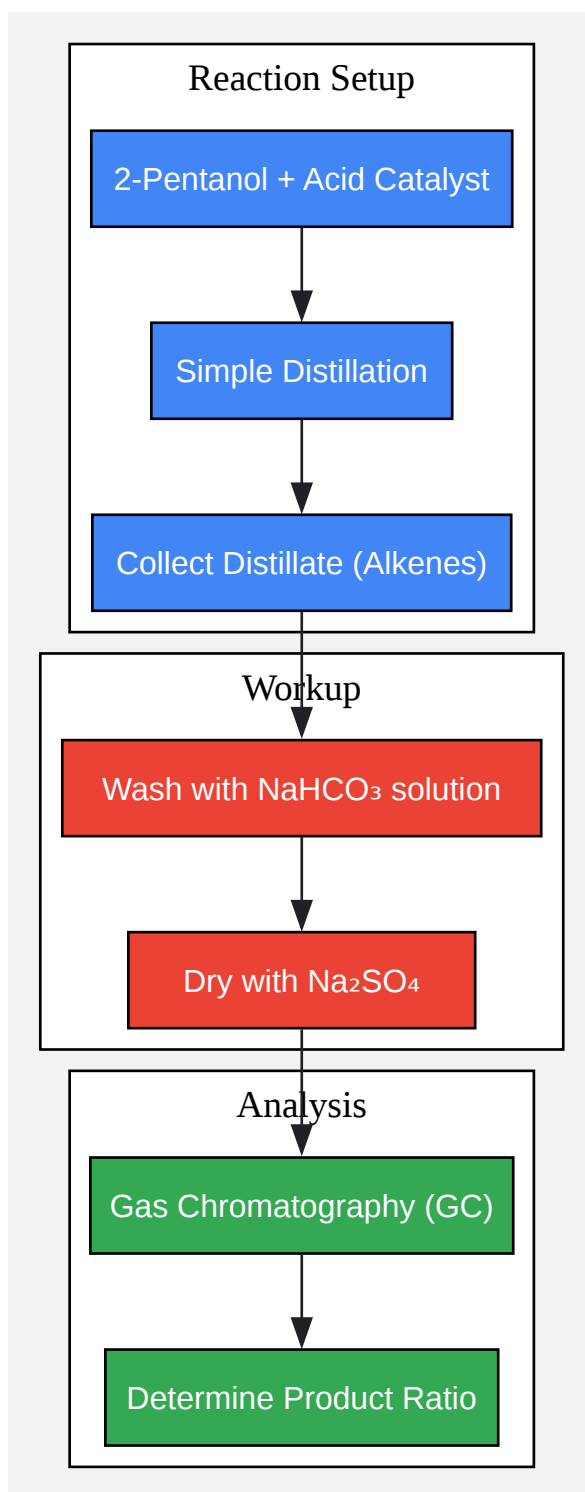 Reaction Setup
2-Pentanol + Acid Catalyst
Simple Distillation
Collect Distillate (Alkenes)
Workup
Wash with NaHCO₃ solution
Dry with Na₂SO₄
Analysis
Gas Chromatography (GC)
Determine Product Ratio